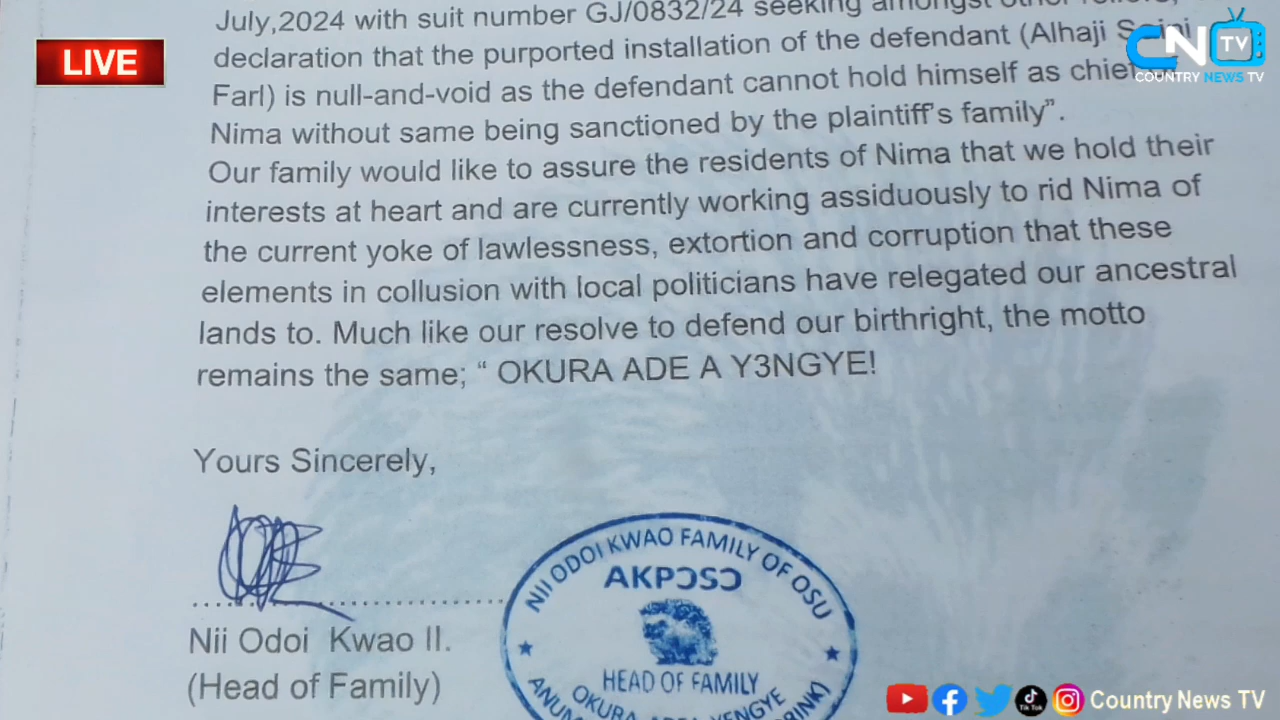 July,2024 with suit number GJ/0832/24 seeking amongst other
declaration that the purported installation of the defendant (Alhaji
Farl) is null-and-void as the defendant cannot hold himself as chief
Nima without same being sanctioned by the plaintiff's family”.
Our family would like to assure the residents of Nima that we hold their
interests at heart and are currently working assiduously to rid Nima of
the current yoke of lawlessness, extortion and corruption that these
elements in collusion with local politicians have relegated our ancestral
lands to. Much like our resolve to defend our birthright, the motto
remains the same; “ OKURA ADE A Y3NGYE!
Yours Sincerely,
Nii Odoi Kwao II.
(Head of Family)
NII ODOI KWAO FAMILY OF OSU
AKPƆSƆ
HEAD OF FAMILY
LIVE
CN TV
COUNTRY NEWS TV
Tik Tok
Country News TV